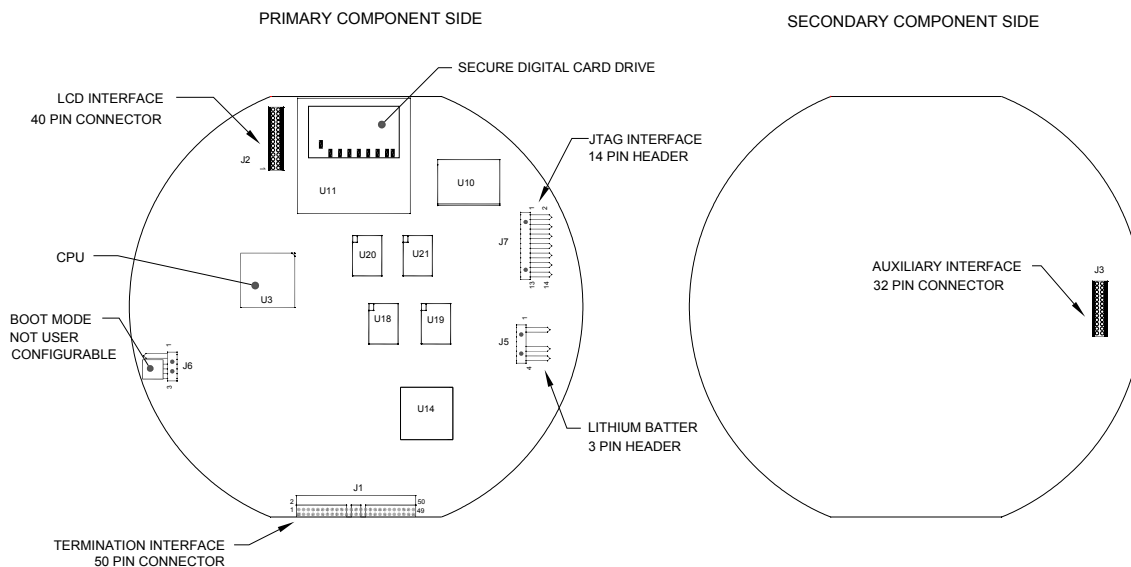 PRIMARY COMPONENT SIDE
SECONDARY COMPONENT SIDE
SECURE DIGITAL CARD DRIVE
LCD INTERFACE
40 PIN CONNECTOR
J2
1
U11
U10
JTAG INTERFACE
14 PIN HEADER
1 2
J7
13 14
U20
U21
CPU
U3
AUXILIARY INTERFACE
32 PIN CONNECTOR
J3
BOOT MODE
NOT USER
CONFIGURABLE
1
J6
3
U18
U19
1
J5
4
U14
LITHIUM BATTER
3 PIN HEADER
J1
2 50
1 49
TERMINATION INTERFACE
50 PIN CONNECTOR